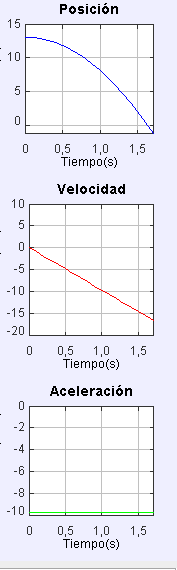 Posición
15
10
5
0
0 0,5 1,0 1,5
Tiempo(s)
Velocidad
10
5
0
-5
-10
-15
-20
0 0,5 1,0 1,5
Tiempo(s)
Aceleración
0
-2
-4
-6
-8
-10
0 0,5 1,0 1,5
Tiempo(s)